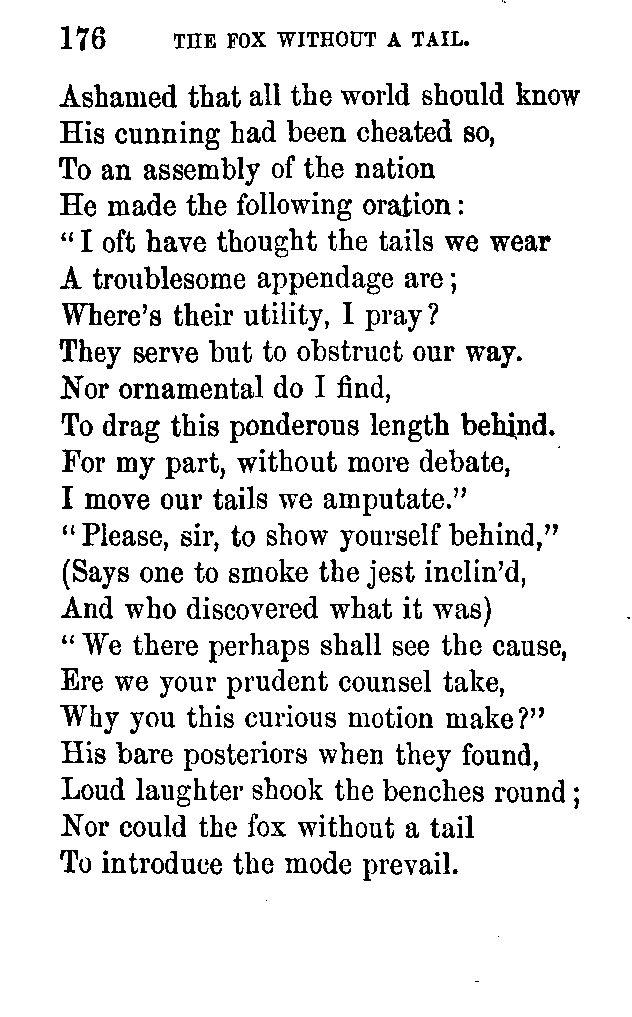 176 THE FOX WITHOUT A TAIL.
Ashamed that all the world should know
His cunning had been cheated so,
To an assembly of the nation
He made the following oration:
"I oft have thought the tails we wear
A troublesome appendage are;
Where's their utility, I pray?
They serve but to obstruct our way.
Nor ornamental do I find,
To drag this ponderous length behind.
For my part, without more debate,
I move our tails we amputate."
"Please, sir, to show yourself behind,"
(Says one to smoke the jest inclin'd,
And who discovered what it was)
"We there perhaps shall see the cause,
Ere we your prudent counsel take,
Why you this curious motion make?"
His bare posteriors when they found,
Loud laughter shook the benches round;
Nor could the fox without a tail
To introduce the mode prevail.